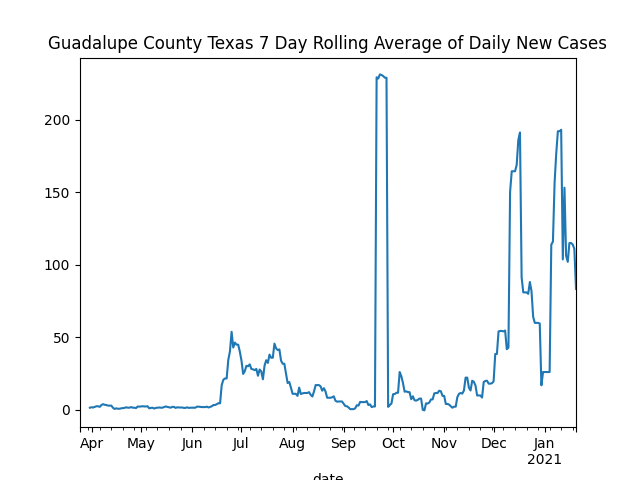 Guadalupe County Texas 7 Day Rolling Average of Daily New Cases
200
150
100
50
0
Apr May Jun Jul Aug Sep Oct Nov Dec Jan
2021
date